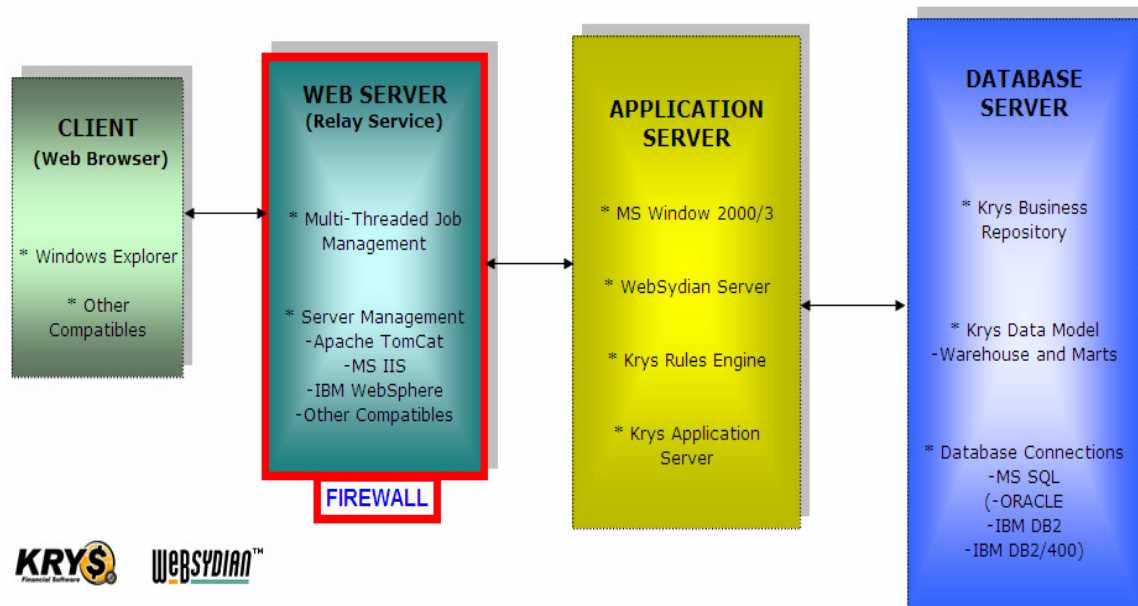 CLIENT
(Web Browser)
* Windows Explorer
* Other
Compatibles
WEB SERVER
(Relay Service)
* Multi-Threaded Job
Management
* Server Management
-Apache TomCat
-MS IIS
-IBM WebSphere
-Other Compatibles
FIREWALL
APPLICATION
SERVER
* MS Window 2000/3
* WebSydian Server
* Krys Rules Engine
* Krys Application
Server
DATABASE
SERVER
* Krys Business
Repository
* Krys Data Model
-Warehouse and Marts
* Database Connections
-MS SQL
(-ORACLE
-IBM DB2
-IBM DB2/400)
KRY$
Financial Software
WeBSYDIAN™